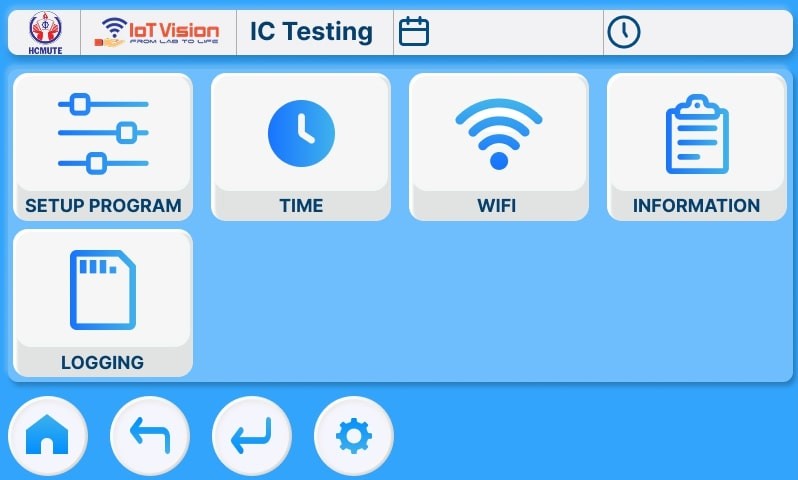 HCMUTE
IoT Vision
FROM LAB TO LIFE
IC Testing
SETUP PROGRAM
TIME
WIFI
INFORMATION
LOGGING